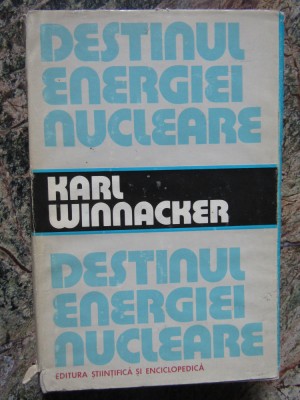 DESTINUL
ENERGIEI
NUCLEARE
KARL
WINNACKER
DESTINUL
ENERGIEI
NUCLEARE
EDITURA ȘTIINȚIFICĂ ȘI ENCICLOPEDICĂ